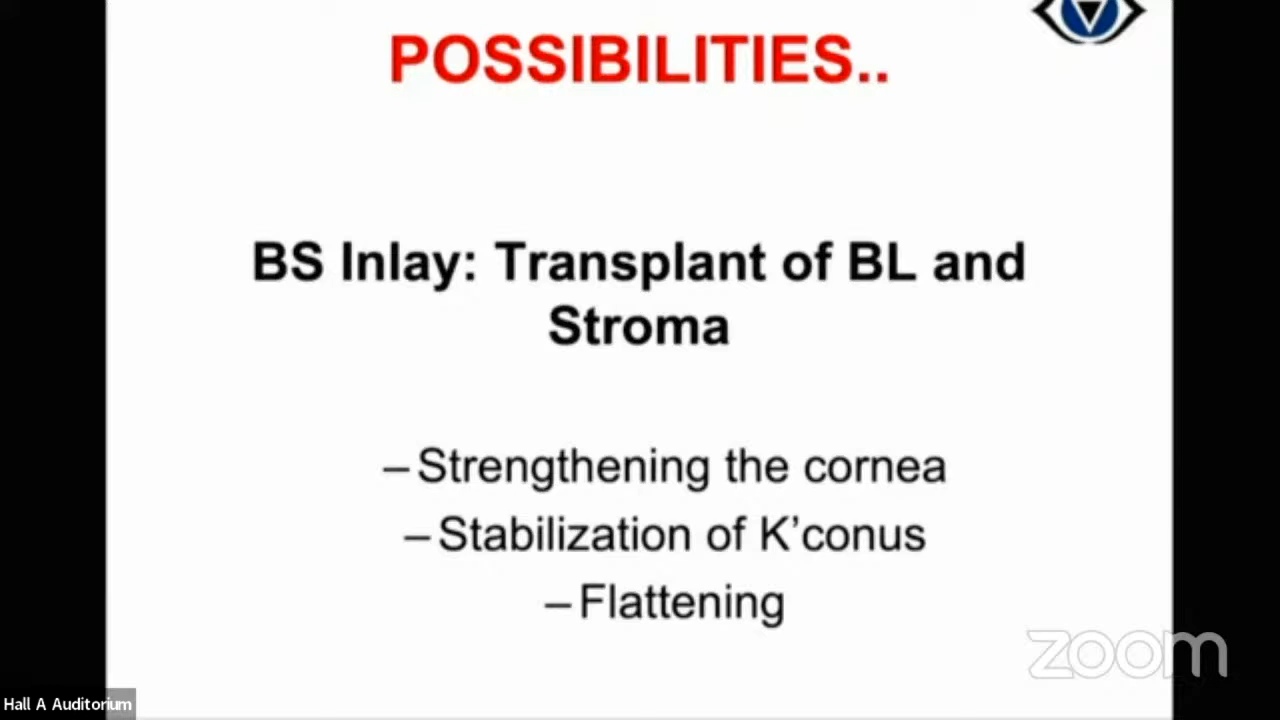 POSSIBILITIES..
BS Inlay: Transplant of BL and
Stroma
– Strengthening the cornea
– Stabilization of K'conus
– Flattening
zoom
Hall A Auditorium